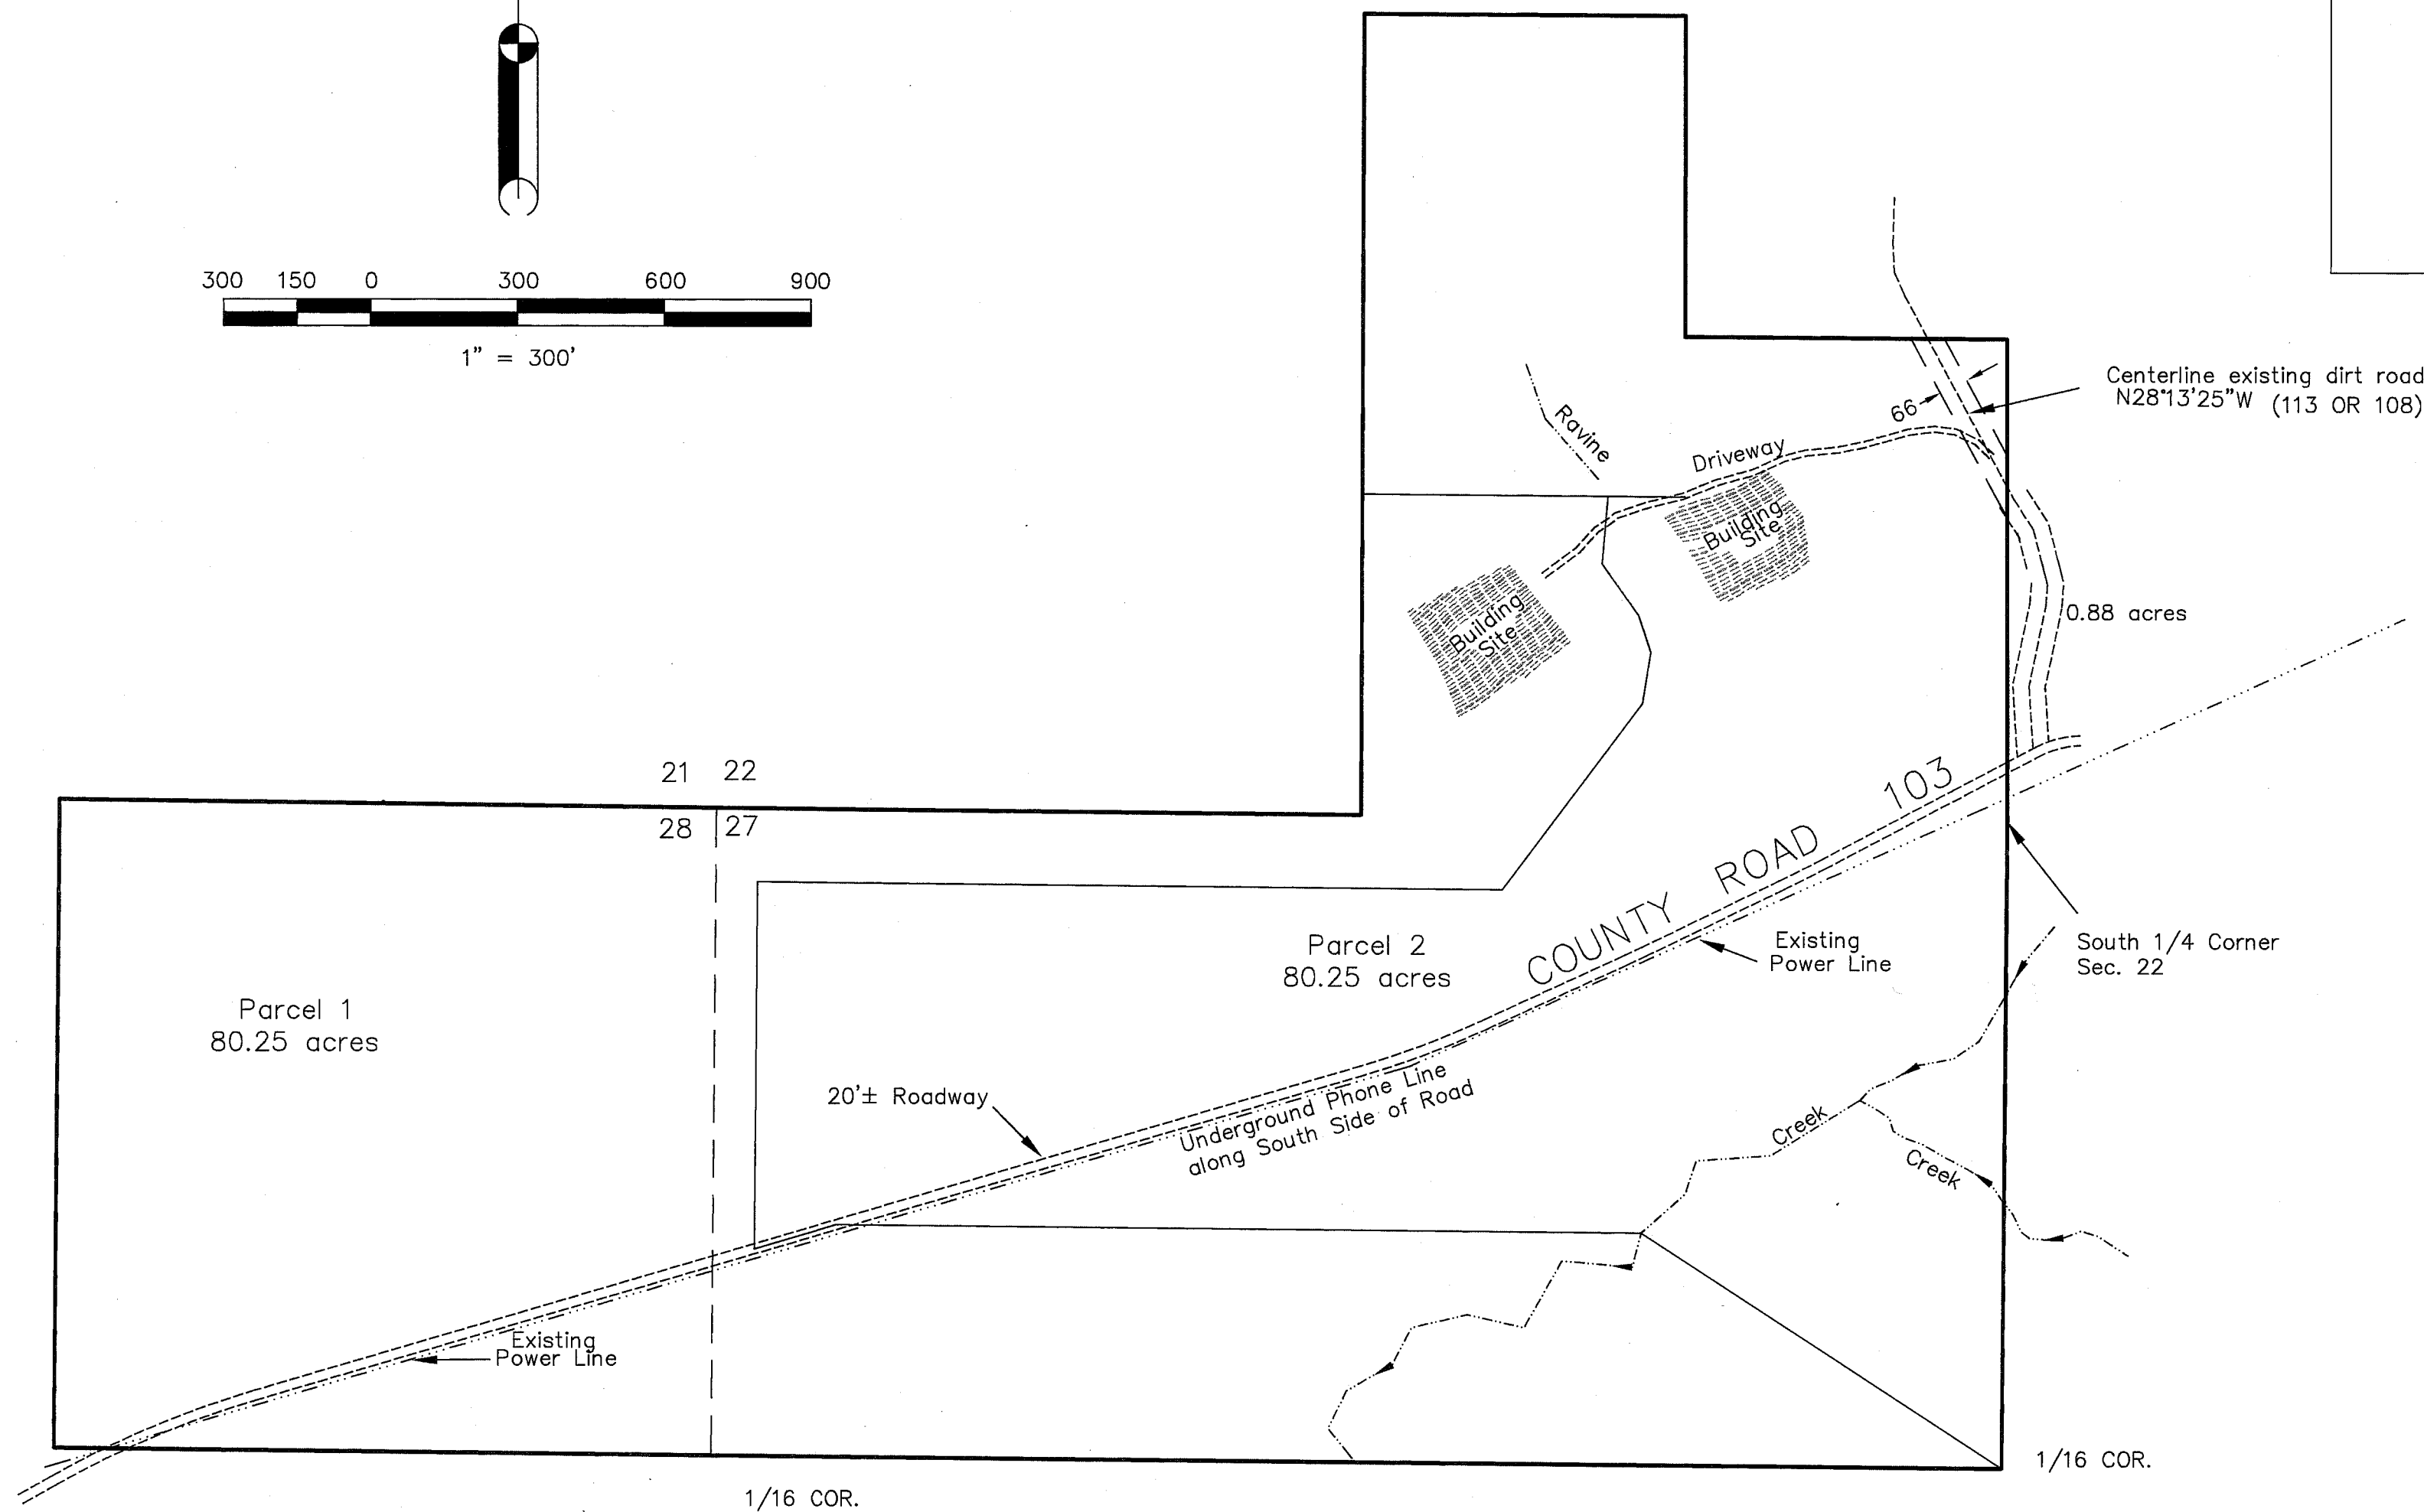 300 150 0 300 600 900
1" = 300'
Centerline existing dirt road
N28°13'25"W (113 OR 108)
66
Ravine
Driveway
Building
Site
Building
Site
0.88 acres
21 22
28 27
COUNTY ROAD 103
Parcel 2
80.25 acres
Existing
Power Line
South 1/4 Corner
Sec. 22
Parcel 1
80.25 acres
20'± Roadway
Underground Phone Line
along South Side of Road
Creek
Creek
Existing
Power Line
1/16 COR.
1/16 COR.